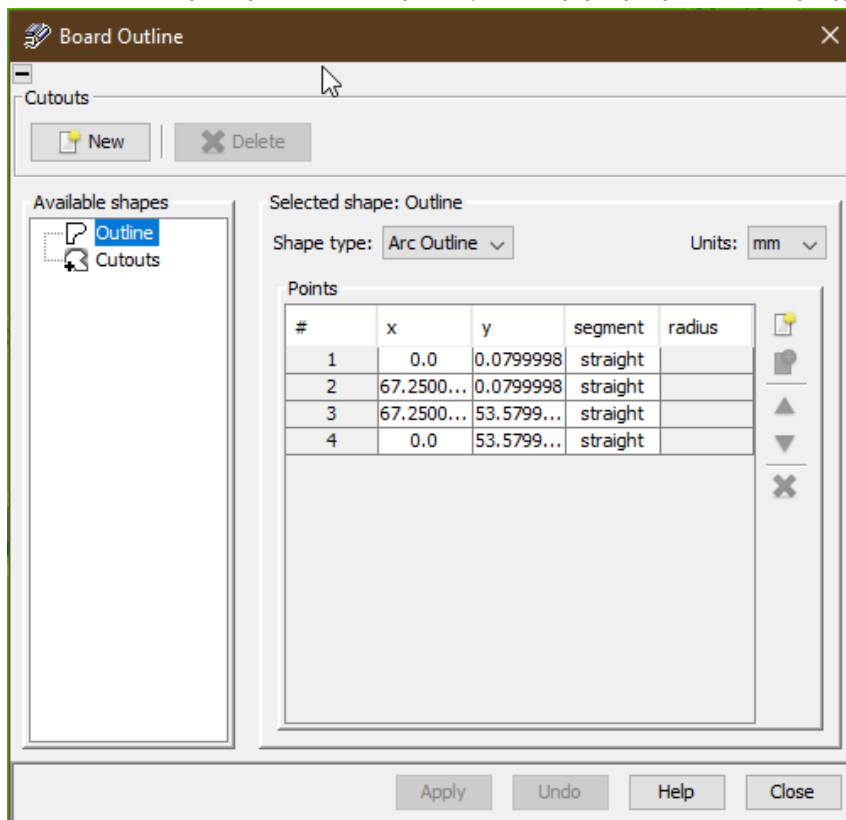 Board Outline
Cutouts
New Delete
Available shapes
Outline
Cutouts
Selected shape: Outline
Shape type: Arc Outline Units: mm
Points
# x y segment radius
1 0.0 0.0799998 straight
2 67.2500... 0.0799998 straight
3 67.2500... 53.5799... straight
4 0.0 53.5799... straight
Apply Undo Help Close